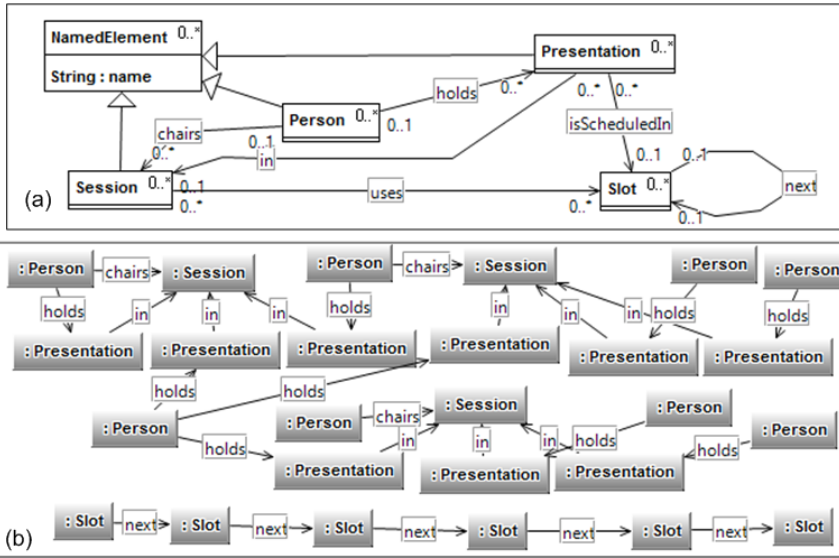 NamedElement 0..*
String : name
Presentation 0..*
holds
0..*
0..*
0..*
Person 0..*
0..1
isScheduledIn
chairs
0..1
0..*
in
0..1
0..1
(a)
Session 0..*
0..1
0..*
uses
0..*
Slot 0..*
next
0..1
: Person
chairs
: Session
: Person
chairs
: Session
: Person
: Person
holds
in
in
in
holds
in
in
holds
in
holds
: Presentation
: Presentation
: Presentation
: Presentation
: Presentation
: Presentation
holds
holds
: Person
: Person
chairs
: Session
: Person
: Person
holds
in
in
in
holds
holds
: Presentation
: Presentation
: Presentation
(b)
: Slot
next
: Slot
next
: Slot
next
: Slot
next
: Slot
next
: Slot